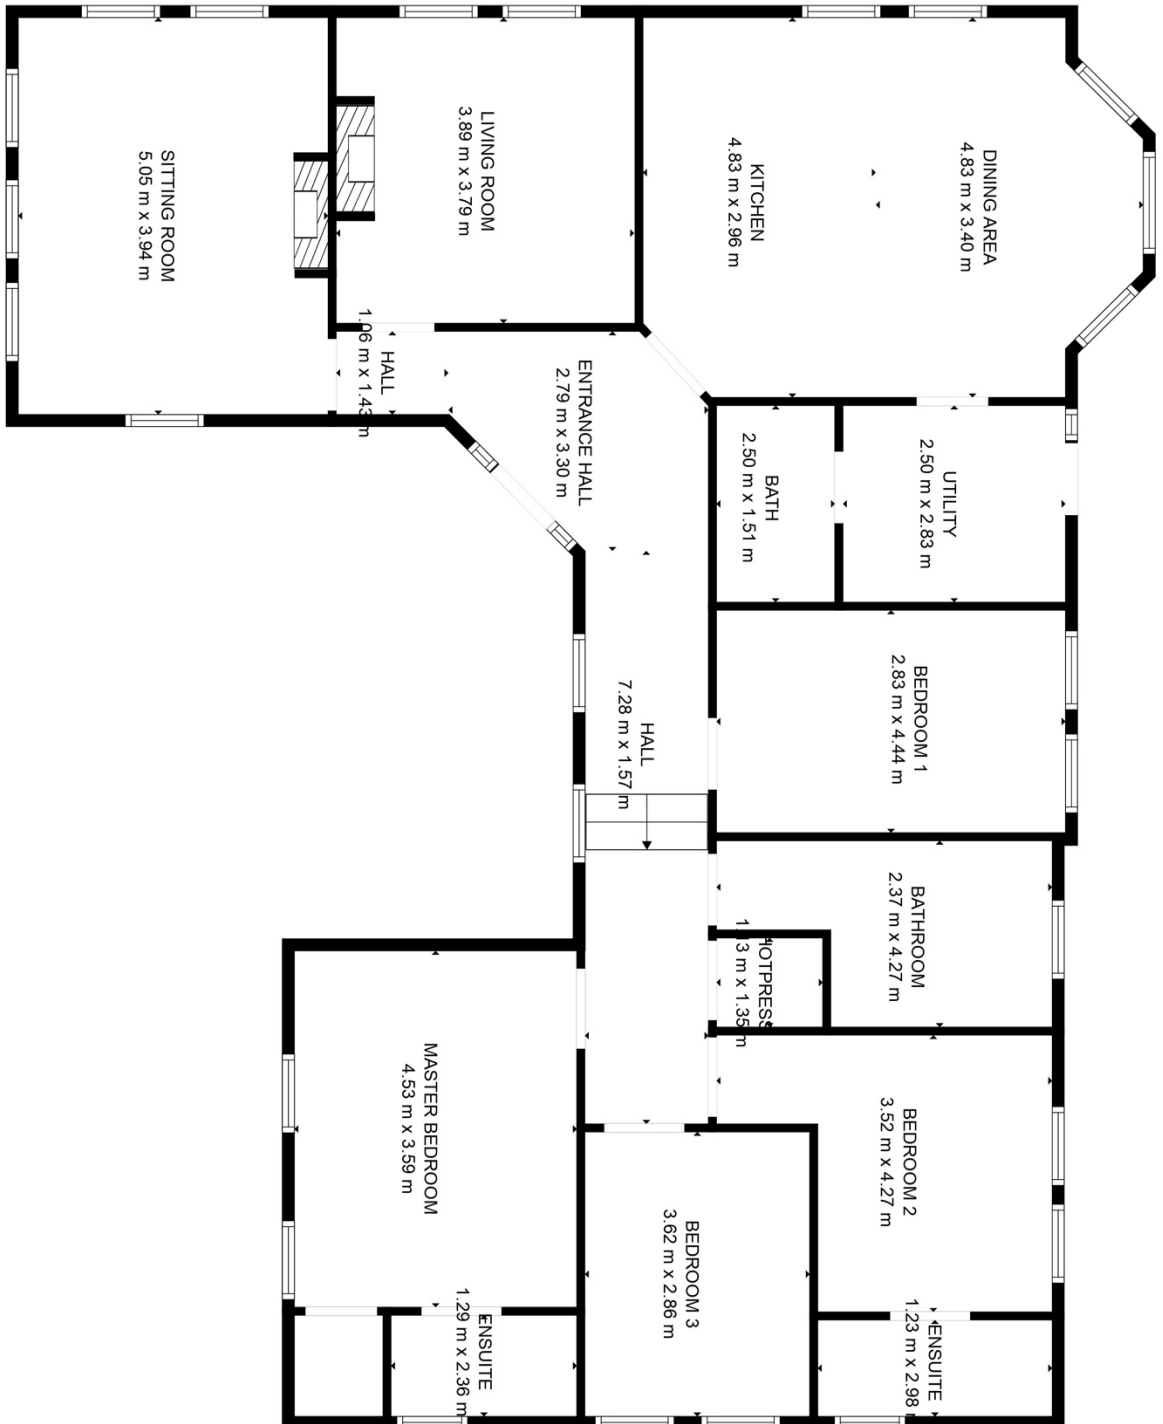 SITTING ROOM
5.05 m x 3.94 m
LIVING ROOM
3.89 m x 3.79 m
KITCHEN
4.83 m x 2.96 m
DINING AREA
4.83 m x 3.40 m
HALL
1.06 m x 1.43 m
ENTRANCE HALL
2.79 m x 3.30 m
BATH
2.50 m x 1.51 m
UTILITY
2.50 m x 2.83 m
HALL
7.28 m x 1.57 m
BEDROOM 1
2.83 m x 4.44 m
BATHROOM
2.37 m x 4.27 m
HOTPRESS
1.13 m x 1.35 m
MASTER BEDROOM
4.53 m x 3.59 m
BEDROOM 2
3.52 m x 4.27 m
BEDROOM 3
3.62 m x 2.86 m
ENSUITE
1.29 m x 2.36 m
ENSUITE
1.23 m x 2.98 m